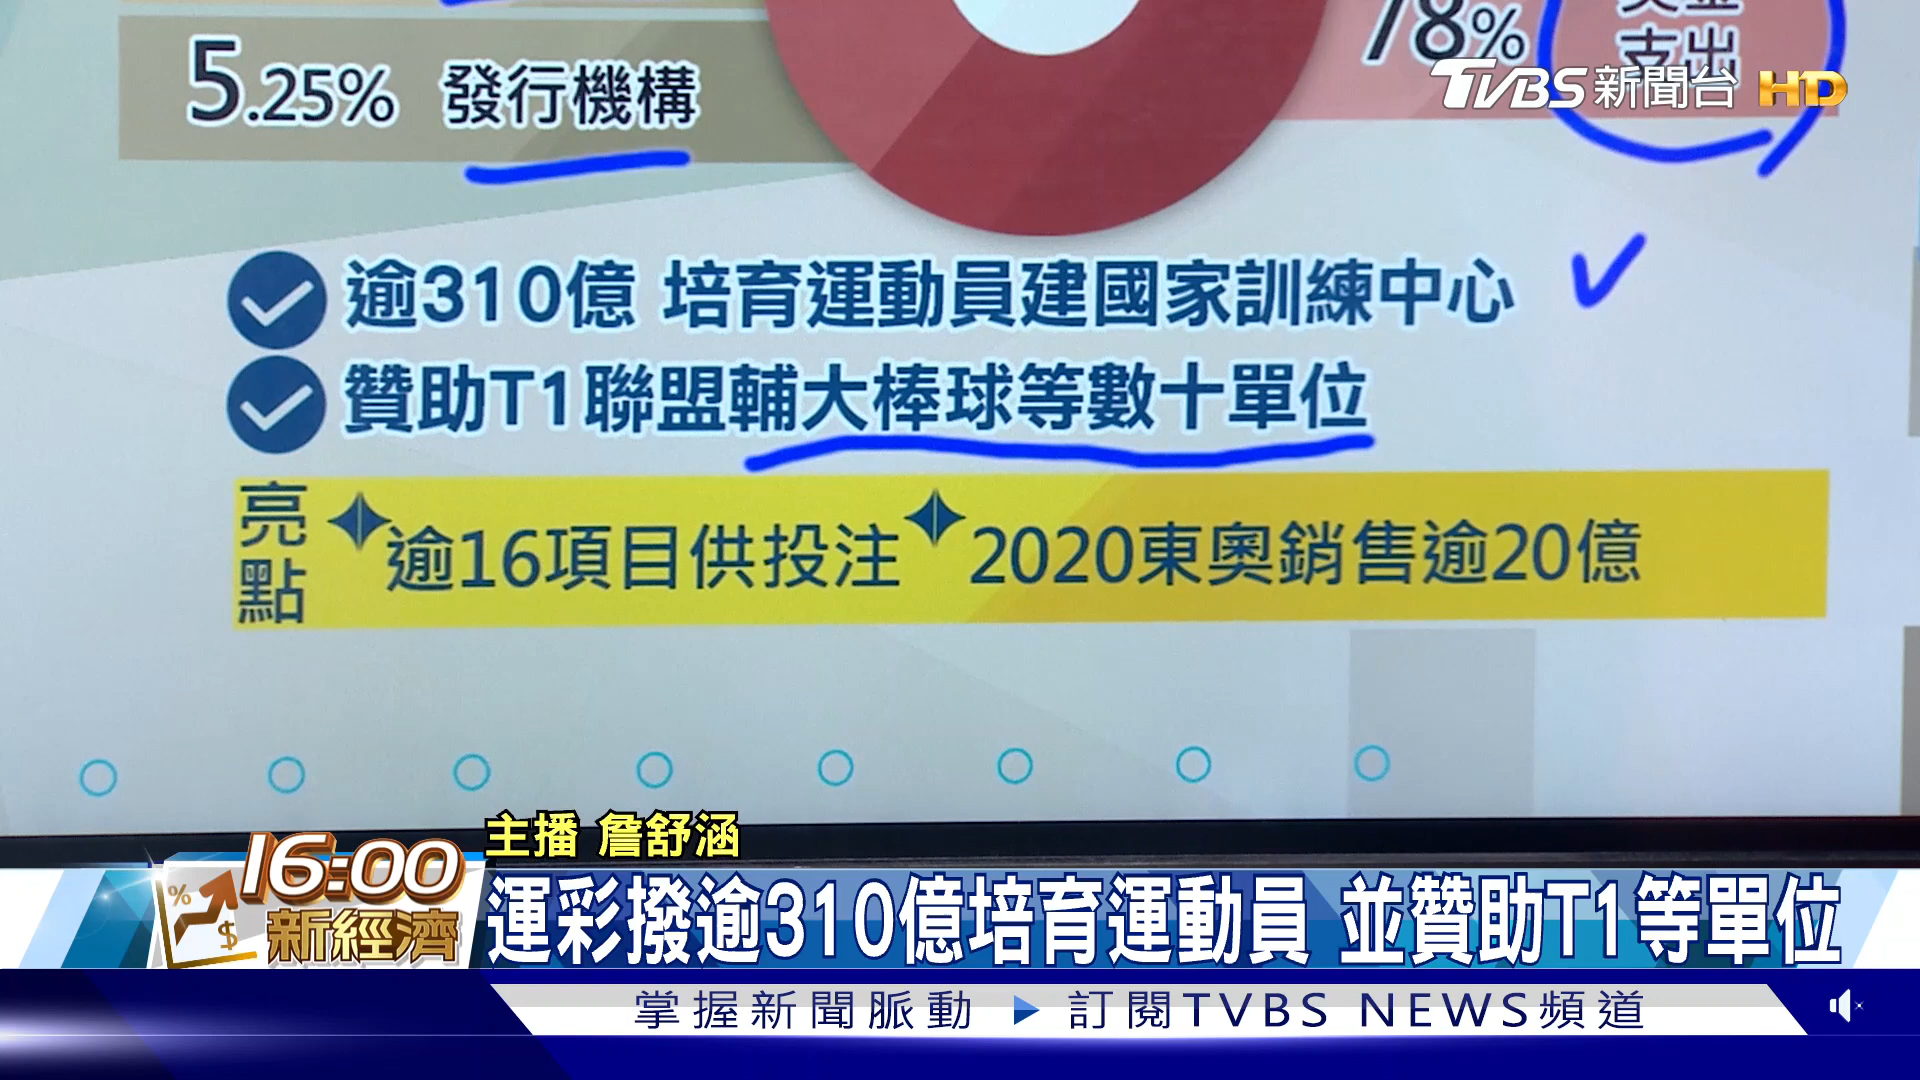 78%
支出
5.25% 發行機構
TVBS新聞台 HD
逾310億 培育運動員建國家訓練中心
贊助T1聯盟輔大棒球等數十單位
亮點
逾16項目供投注
2020東奧銷售逾20億
主播 詹舒涵
16:00
% $
新經濟
運彩撥逾310億培育運動員 並贊助T1等單位
掌握新聞脈動 ▶ 訂閱TVBS NEWS頻道